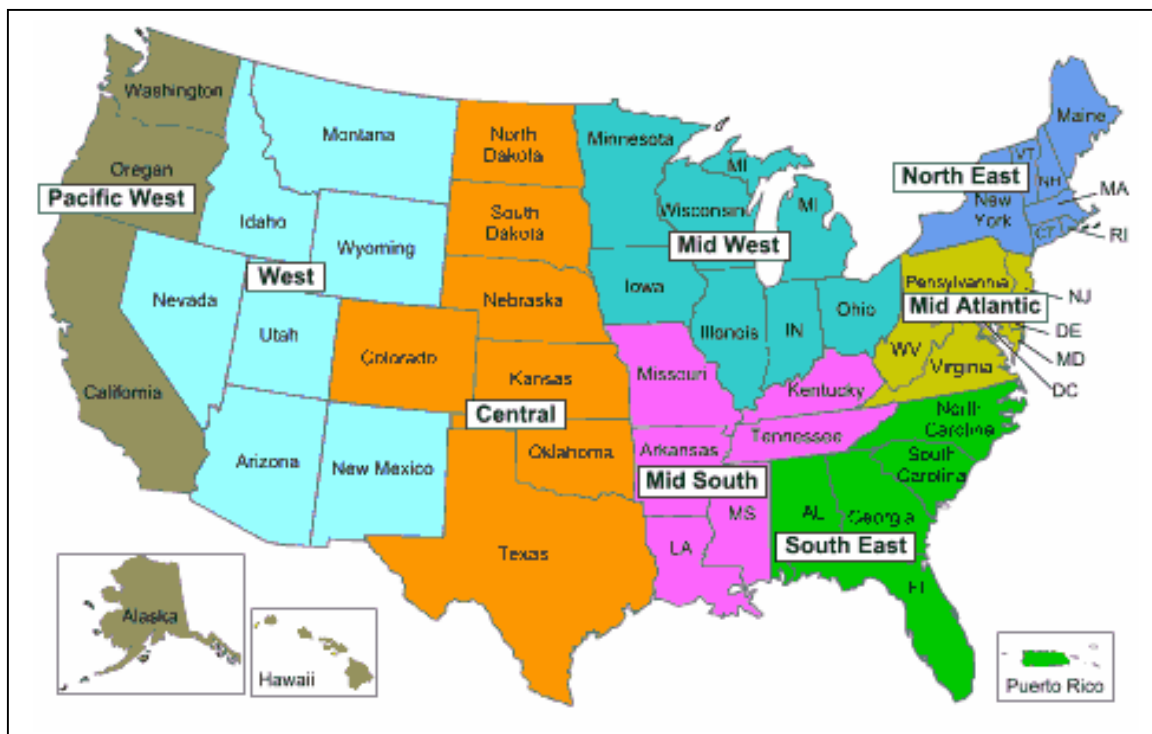 Washington
Montana
North
Dakota
Minnesota
Maine
Oregan
Pacific West
MI
VT
North East
NH
MA
New
York
MI
Idaho
South
Dakota
Wisconsin
Wyoming
Mid West
CT
RI
West
Nevada
Nebraska
Iowa
Pensylvannia
NJ
Mid Atlantic
Utah
Colorado
Illinois
IN
Ohio
DE
WV
MD
Virginia
DC
California
Kansas
Missouri
Kentucky
Central
North
Carolina
Tennessee
Arizona
New Mexico
Oklahoma
Arkansas
South
Carolina
Mid South
MS
AL
Georgia
Texas
LA
South East
FL
Alaska
Hawaii
Puerto Rico